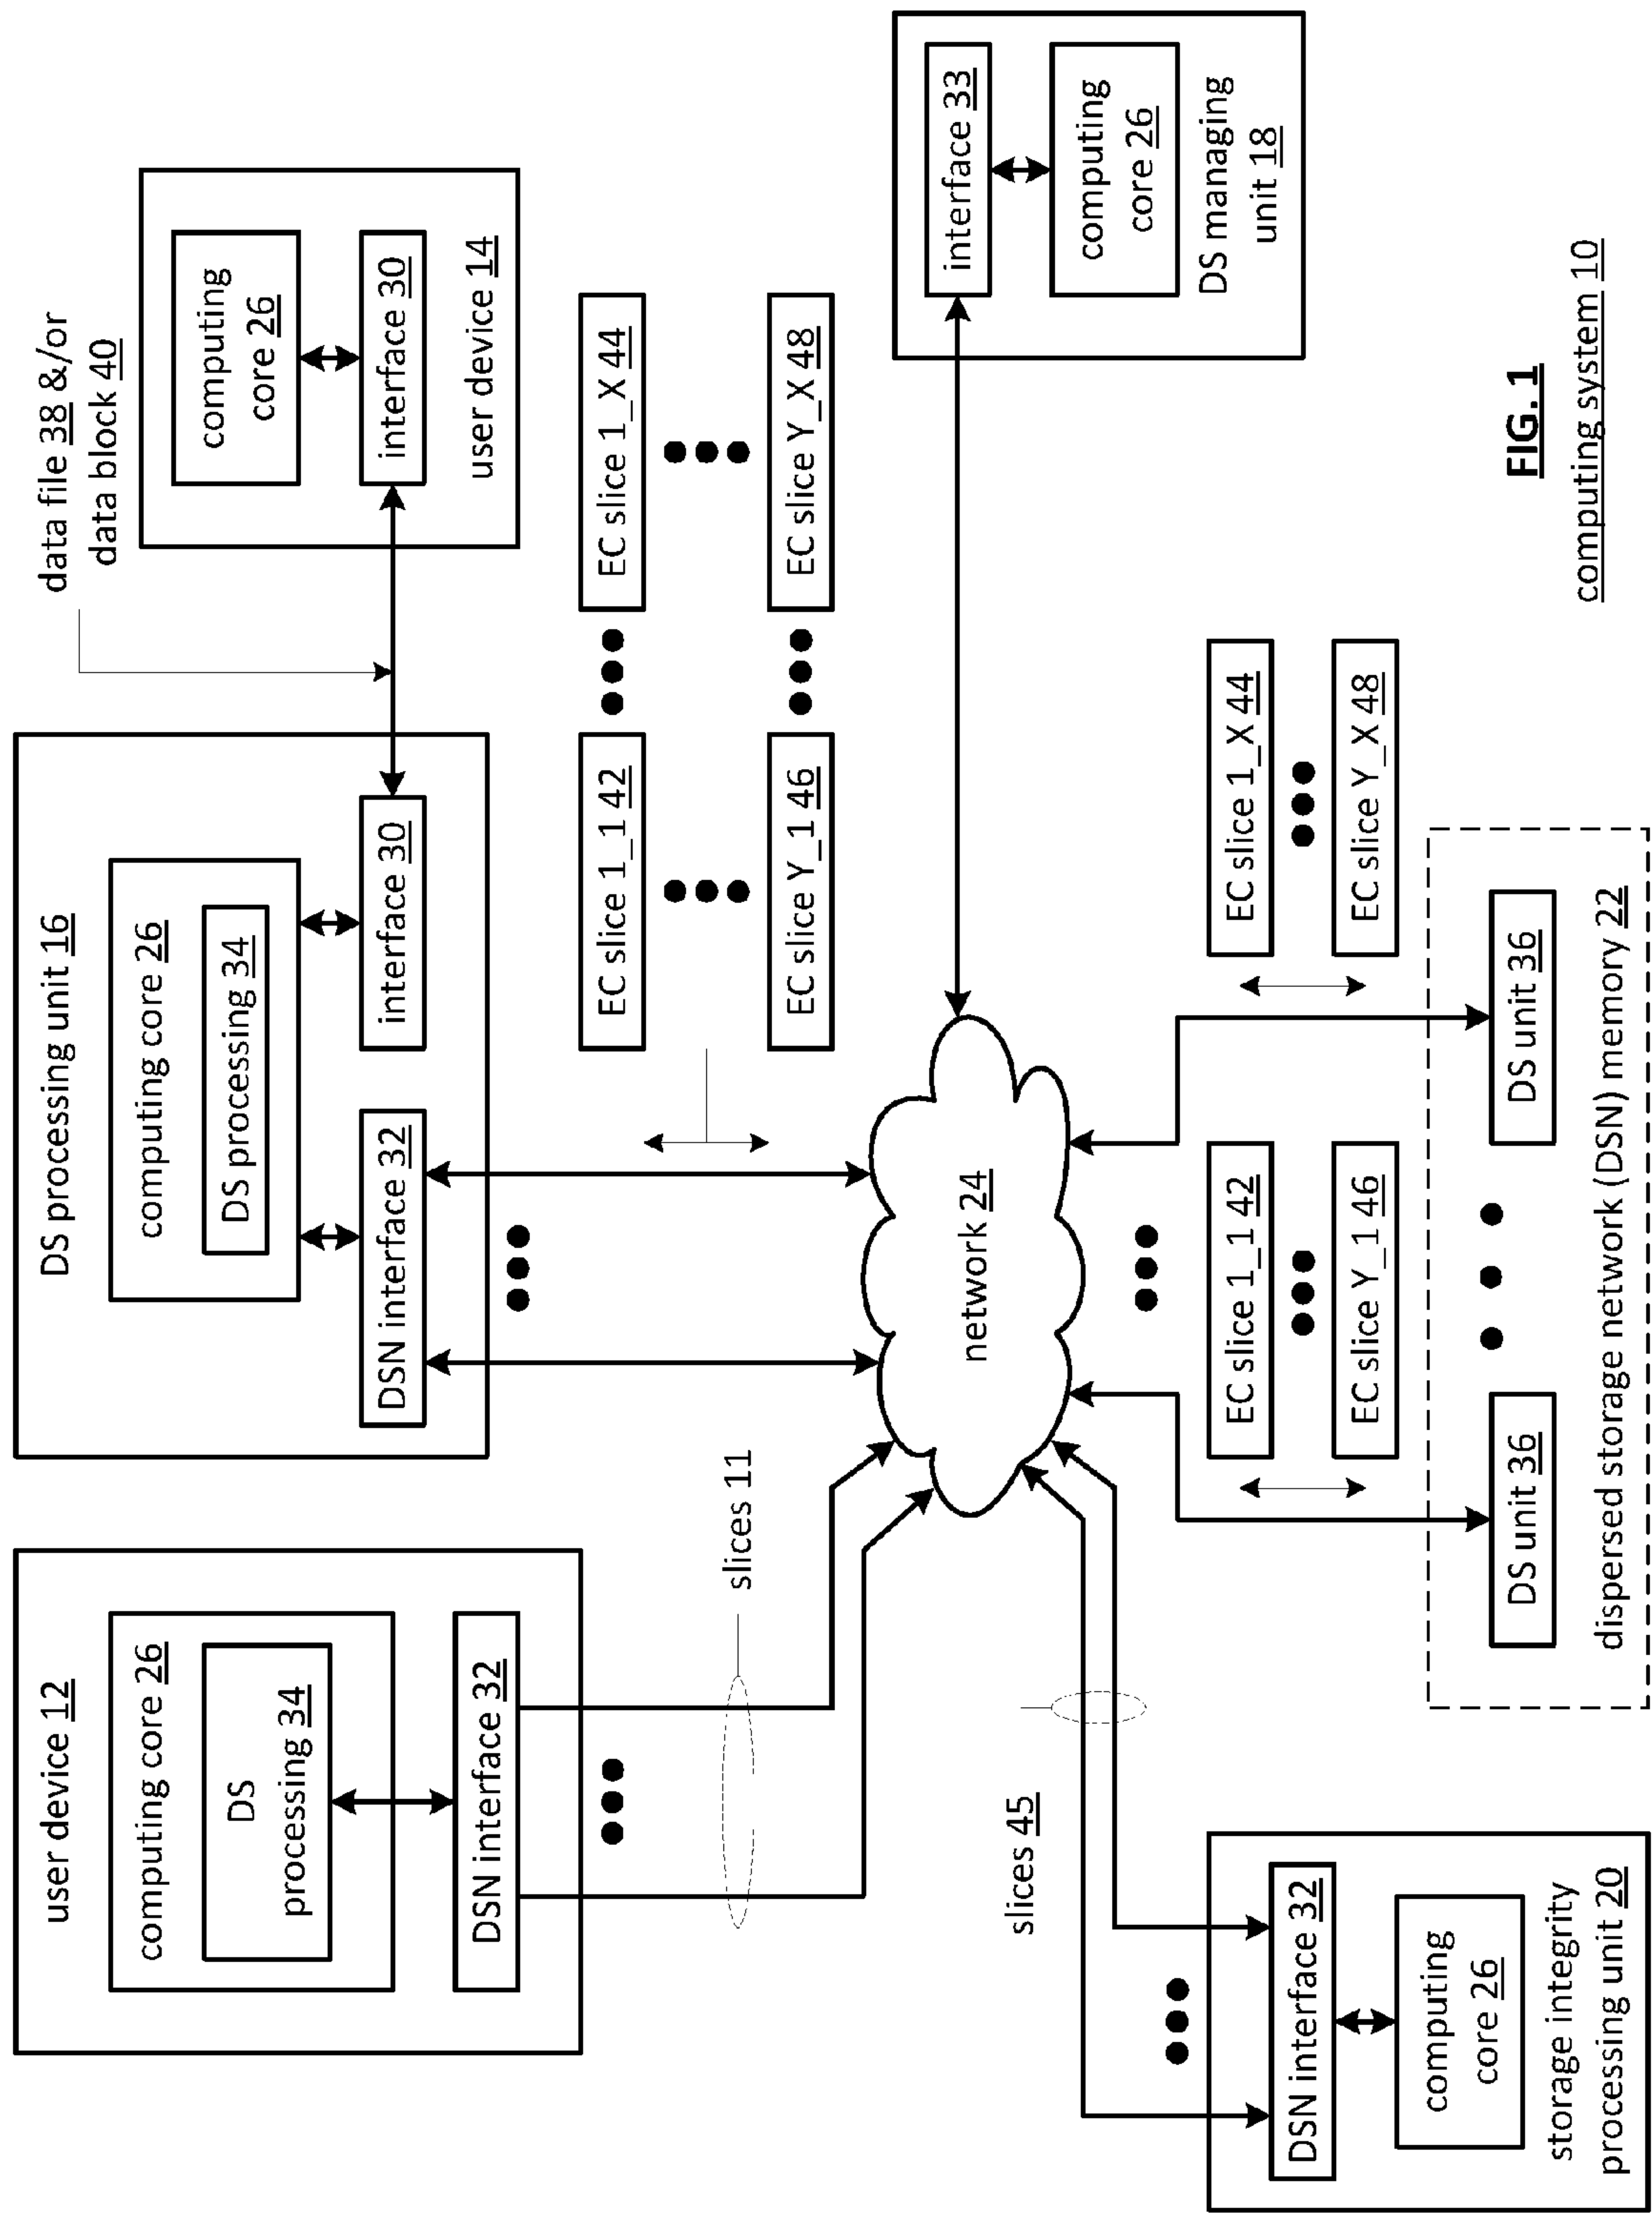 user device 12
computing core 26
DS
processing 34
DSN interface 32
slices 11
DS processing unit 16
computing core 26
DS processing 34
DSN interface 32
interface 30
data file 38 &/or
data block 40
computing
core 26
interface 30
user device 14
EC slice 1_1 42
EC slice 1_X 44
EC slice Y_1 46
EC slice Y_X 48
network 24
interface 33
computing
core 26
DS managing
unit 18
slices 45
DSN interface 32
computing
core 26
storage integrity
processing unit 20
EC slice 1_1 42
EC slice Y_1 46
EC slice 1_X 44
EC slice Y_X 48
DS unit 36
DS unit 36
dispersed storage network (DSN) memory 22
FIG. 1
computing system 10